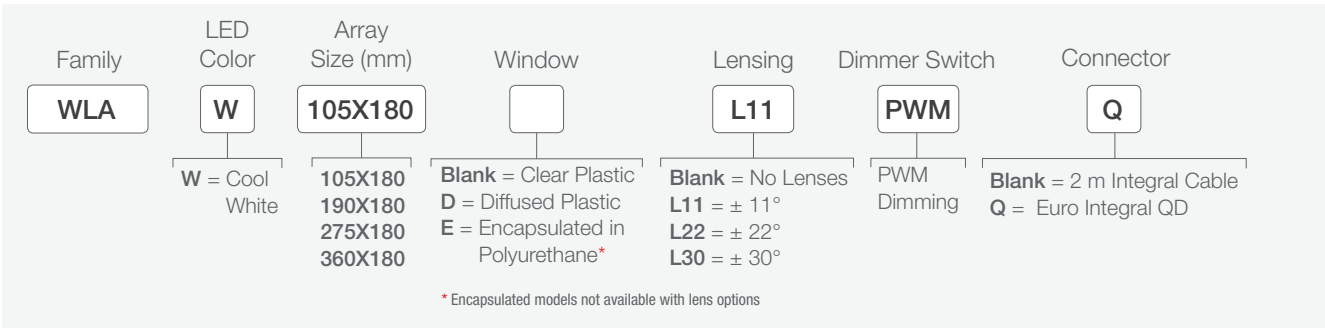 Family
LED
Color
Array
Size (mm)
Window
Lensing
Dimmer Switch
Connector
WLA
W
105X180
L11
PWM
Q
W = Cool
White
105X180
190X180
275X180
360X180
Blank = Clear Plastic
D = Diffused Plastic
E = Encapsulated in
Polyurethane*
Blank = No Lenses
L11 = ± 11°
L22 = ± 22°
L30 = ± 30°
PWM
Dimming
Blank = 2 m Integral Cable
Q = Euro Integral QD
* Encapsulated models not available with lens options